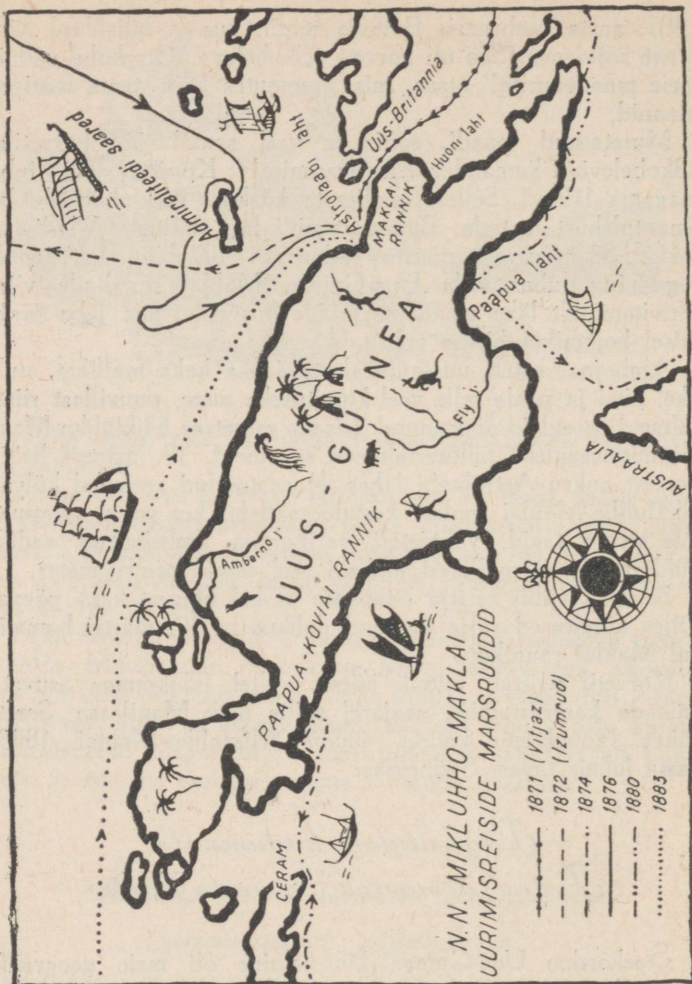 Admiraliteedi saared
Astrolaabi laht
Uus-Britannia
MAKLAI
RANNIK
Huoni laht
UUS-GUINEA
Amberno j.
Fly j.
Paapua laht
PAAPUA-KOVIAI RANNIK
CERAM
AUSTRAALIA
N.N MIKLUHHO-MAKLAI
UURIMISREISIDE MARSRUUDID
1871 (Vitjaz)
1872 (Izumrud)
1874
1876
1880
1883